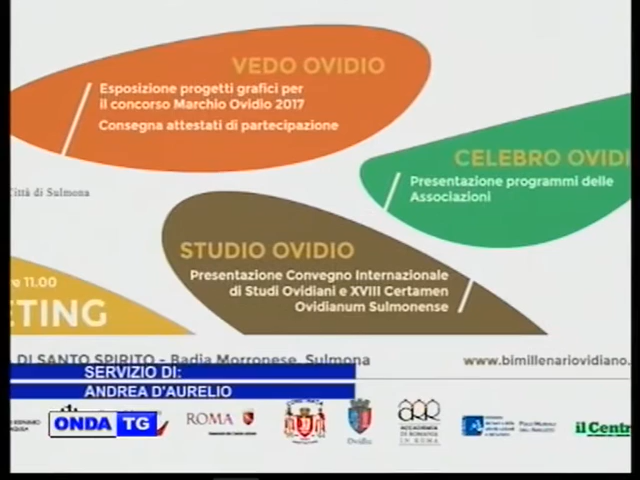 VEDO OVIDIO
Esposizione progetti grafici per
il concorso Marchio Ovidio 2017
Consegna attestati di partecipazione
CELEBRO OVIDI
Presentazione programmi delle
Associazioni
Città di Sulmona
STUDIO OVIDIO
Presentazione Convegno Internazionale
di Studi Ovidiani e XVIII Certamen
Ovidianum Sulmonense
11.00
ETING
DI SANTO SPIRITO - Badia Morronese, Sulmona
www.bimillenariovidiano.
SERVIZIO DI:
ANDREA D'AURELIO
ONDA TG
ROMA
Ovidiu
ACCADEMIA
DI ROMANIA
IN ROMA
il Centr